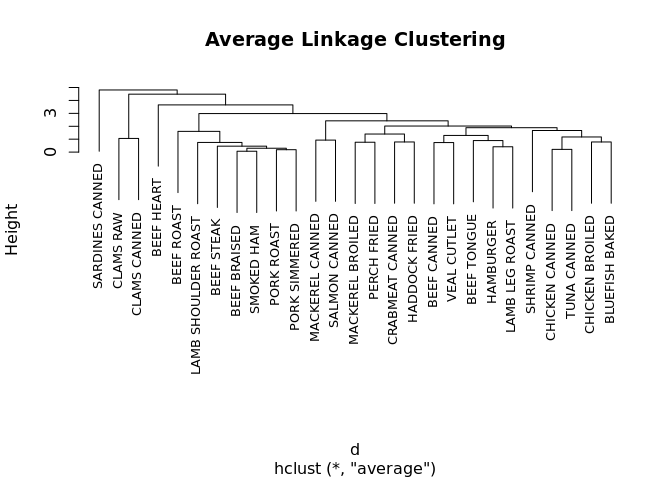 Average Linkage Clustering
Height
3
0
SARDINES CANNED
CLAMS RAW
CLAMS CANNED
BEEF HEART
BEEF ROAST
LAMB SHOULDER ROAST
BEEF STEAK
BEEF BRAISED
SMOKED HAM
PORK ROAST
PORK SIMMERED
MACKEREL CANNED
SALMON CANNED
MACKEREL BROILED
PERCH FRIED
CRABMEAT CANNED
HADDOCK FRIED
BEEF CANNED
VEAL CUTLET
BEEF TONGUE
HAMBURGER
LAMB LEG ROAST
SHRIMP CANNED
CHICKEN CANNED
TUNA CANNED
CHICKEN BROILED
BLUEFISH BAKED
d
hclust (*, "average")